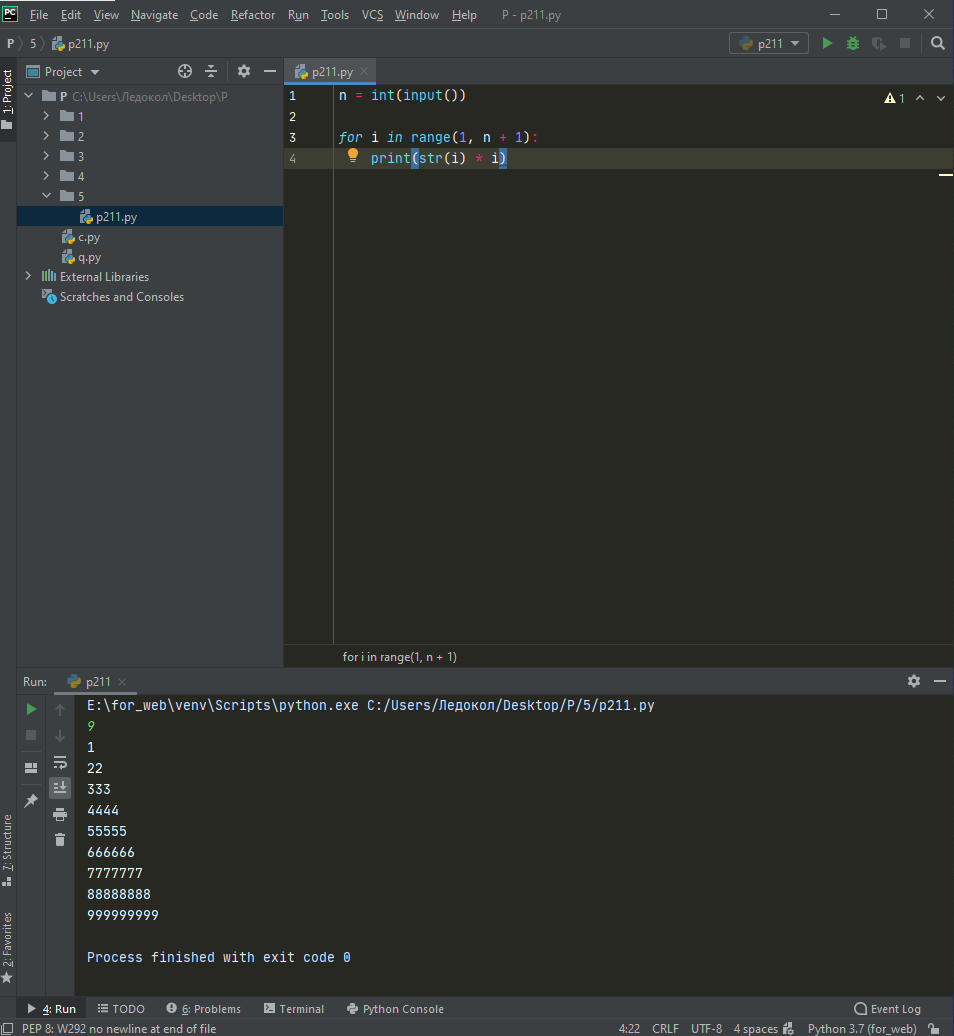 PC File Edit View Navigate Code Refactor Run Tools VCS Window Help P - p211.py
P 5 p211.py p211
1: Project
Project p211.py
P C:\Users\Ледокол\Desktop\P
1
2
3
4
5
p211.py
c.py
q.py
External Libraries
Scratches and Consoles
1 n = int(input()) 1
2
3 for i in range(1, n + 1):
4 print(str(i) * i)
for i in range(1, n + 1)
Run: p211
E:\for_web\venv\Scripts\python.exe C:/Users/Ледокол/Desktop/P/5/p211.py
9
1
22
333
4444
55555
666666
7777777
88888888
999999999
Process finished with exit code 0
7: Structure
2: Favorites
4: Run TODO 6: Problems Terminal Python Console Event Log
PEP 8: W292 no newline at end of file 4:22 CRLF UTF-8 4 spaces Python 3.7 (for_web)